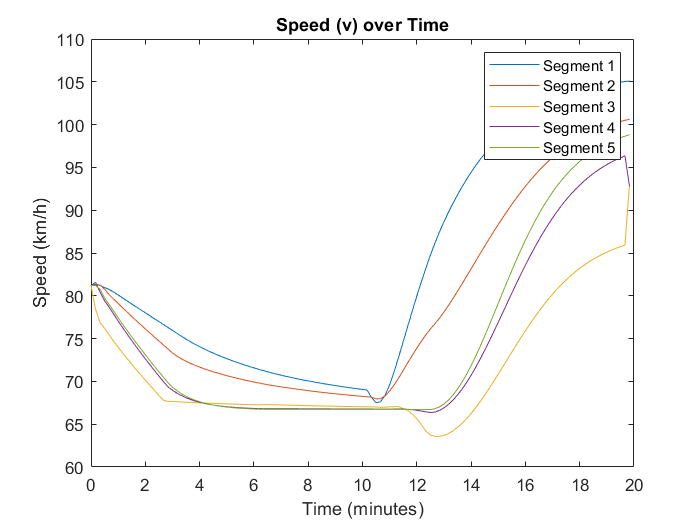 Speed (v) over Time
110
105
100
95
90
85
80
75
70
65
60
Speed (km/h)
Segment 1
Segment 2
Segment 3
Segment 4
Segment 5
0 2 4 6 8 10 12 14 16 18 20
Time (minutes)